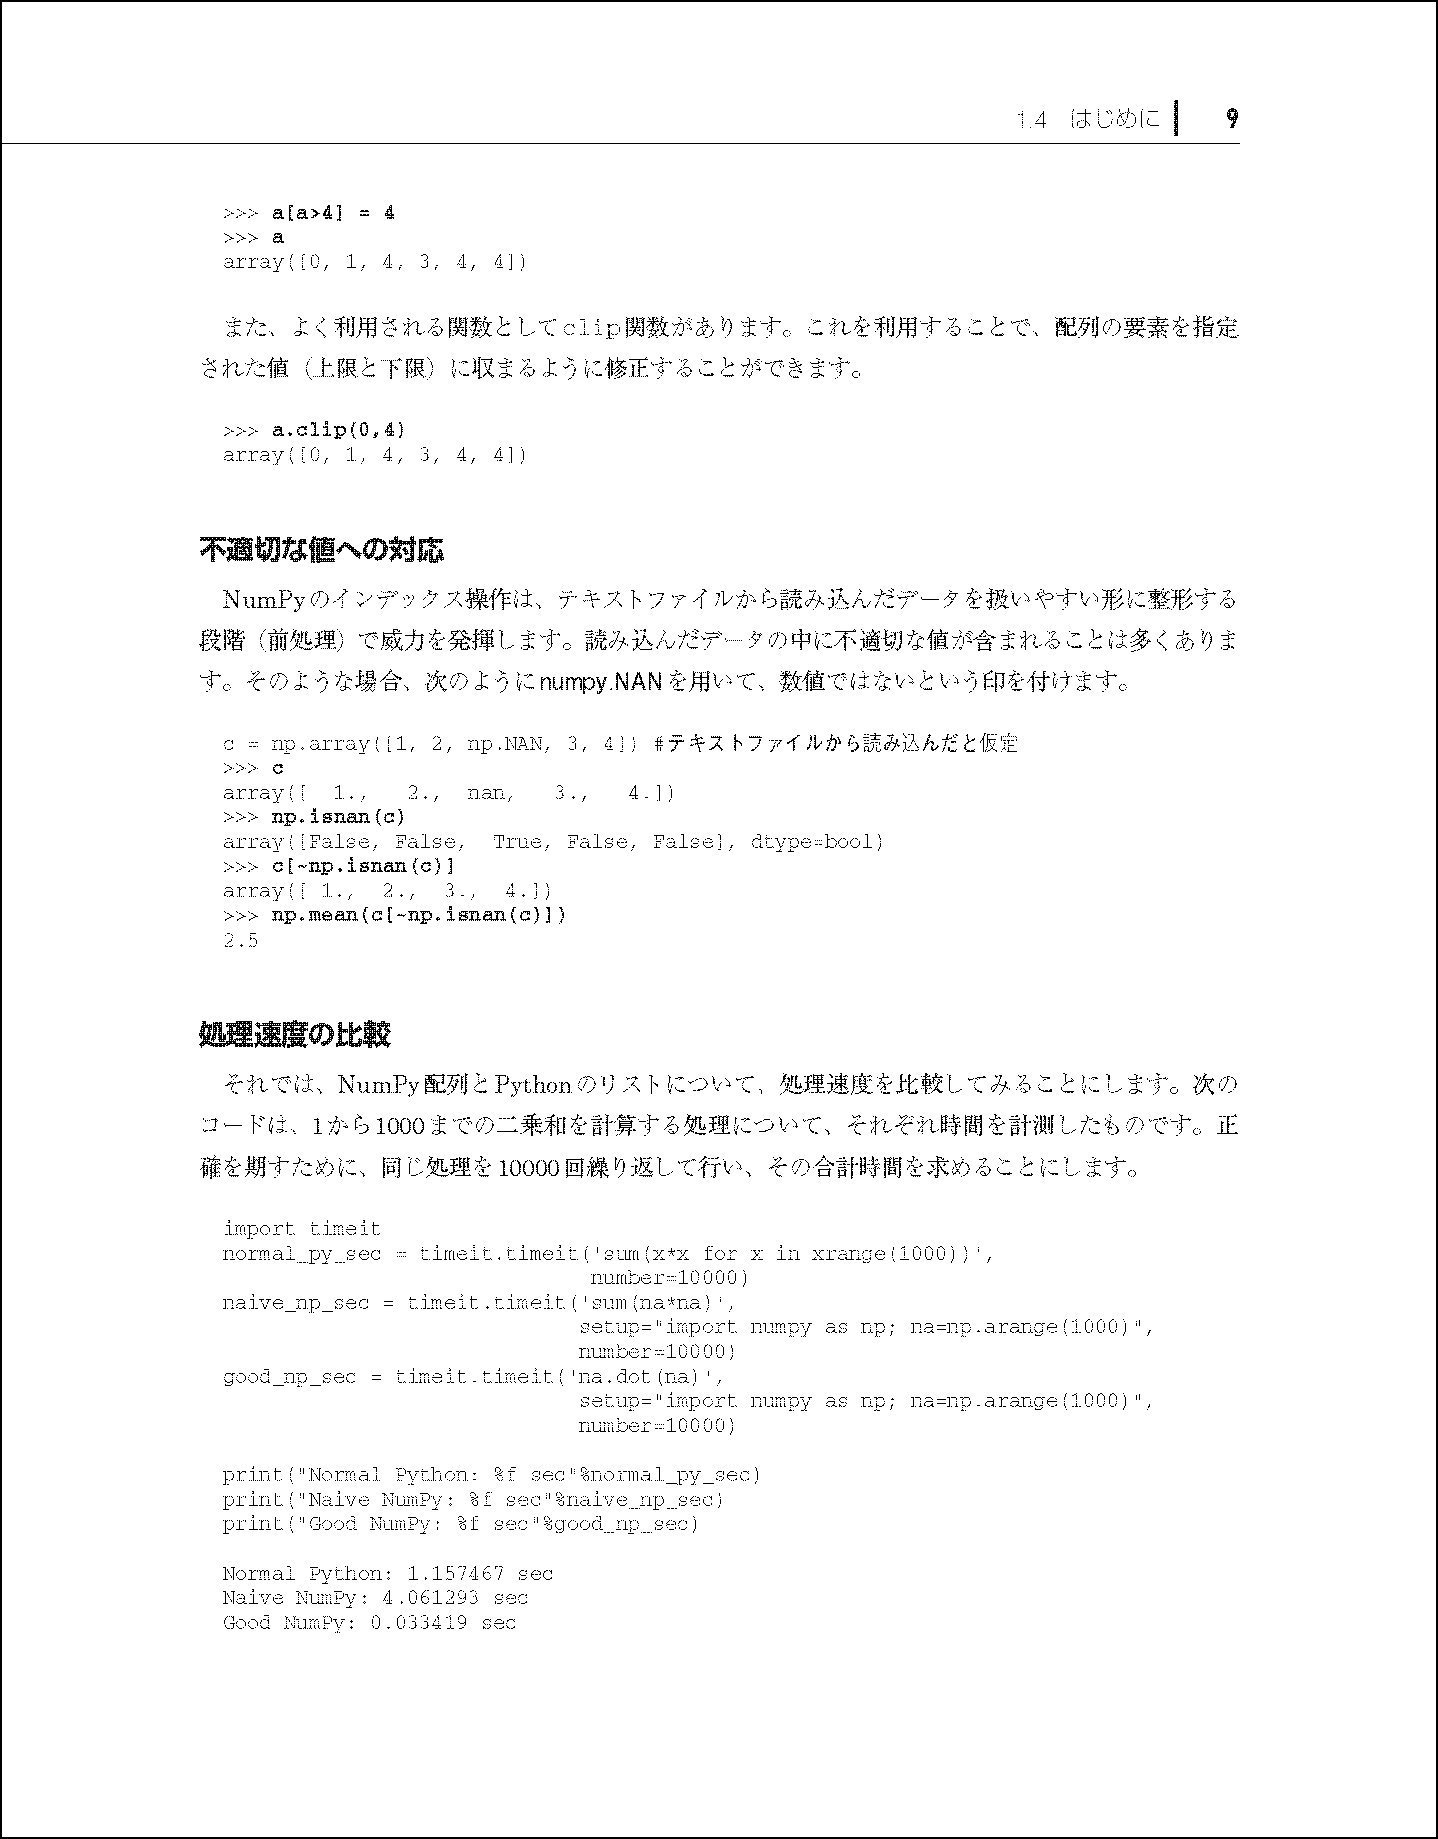 1.4　はじめに　9
>>> a[a>4] = 4
>>> a
array([0, 1, 4, 3, 4, 4])
また、よく利用される関数としてclip関数があります。これを利用することで、配列の要素を指定
された値（上限と下限）に収まるように修正することができます。
>>> a.clip(0,4)
array([0, 1, 4, 3, 4, 4])
不適切な値への対応
NumPyのインデックス操作は、テキストファイルから読み込んだデータを扱いやすい形に整形する
段階（前処理）で威力を発揮します。読み込んだデータの中に不適切な値が含まれることは多くありま
す。そのような場合、次のようにnumpy.NANを用いて、数値ではないという印を付けます。
c = np.array([1, 2, np.NAN, 3, 4]) #テキストファイルから読み込んだと仮定
>>> c
array([  1.,   2.,  nan,   3.,   4.])
>>> np.isnan(c)
array([False, False,  True, False, False], dtype=bool)
>>> c[~np.isnan(c)]
array([ 1.,  2.,  3.,  4.])
>>> np.mean(c[~np.isnan(c)])
2.5
処理速度の比較
それでは、NumPy配列とPythonのリストについて、処理速度を比較してみることにします。次の
コードは、1から1000までの二乗和を計算する処理について、それぞれ時間を計測したものです。正
確を期すために、同じ処理を10000回繰り返して行い、その合計時間を求めることにします。
import timeit
normal_py_sec = timeit.timeit('sum(x*x for x in xrange(1000))',
                              number=10000)
naive_np_sec = timeit.timeit('sum(na*na)',
                             setup="import numpy as np; na=np.arange(1000)",
                             number=10000)
good_np_sec = timeit.timeit('na.dot(na)',
                             setup="import numpy as np; na=np.arange(1000)",
                             number=10000)
print("Normal Python: %f sec"%normal_py_sec)
print("Naive NumPy: %f sec"%naive_np_sec)
print("Good NumPy: %f sec"%good_np_sec)
Normal Python: 1.157467 sec
Naive NumPy: 4.061293 sec
Good NumPy: 0.033419 sec